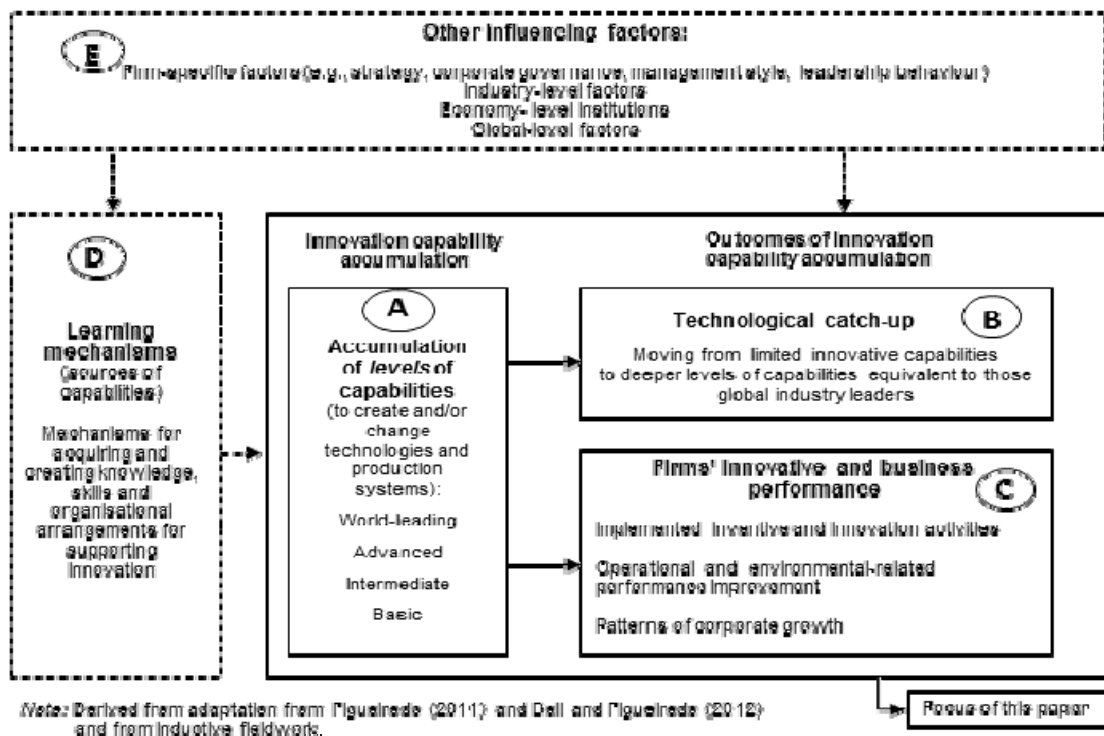 Other influencing factors:
E
Firm-specific factors (e.g., strategy, corporate governance, management style, leadership behaviour)
Industry-level factors
Economy- level institutions
Global-level factors
D
Learning
mechanisms
(sources of
capabilities)
Mechanisms for
acquiring and
creating knowledge,
skills and
organisational
arrangements for
supporting
innovation
Innovation capability
accumulation
A
Accumulation
of levels of
capabilities
(to create and/or
change
technologies and
production
systems):
World-leading
Advanced
Intermediate
Basic
Outcomes of innovation
capability accumulation
Technological catch-up
B
Moving from limited innovative capabilities
to deeper levels of capabilities equivalent to those
global industry leaders
Firms' innovative and business
performance
C
Implemented inventive and innovation activities
Operational and environmental-related
performance improvement
Patterns of corporate growth
Focus of this paper
Note: Derived from adaptation from Figueiredo (2011) and Bell and Figueiredo (2012)
and from inductive fieldwork.